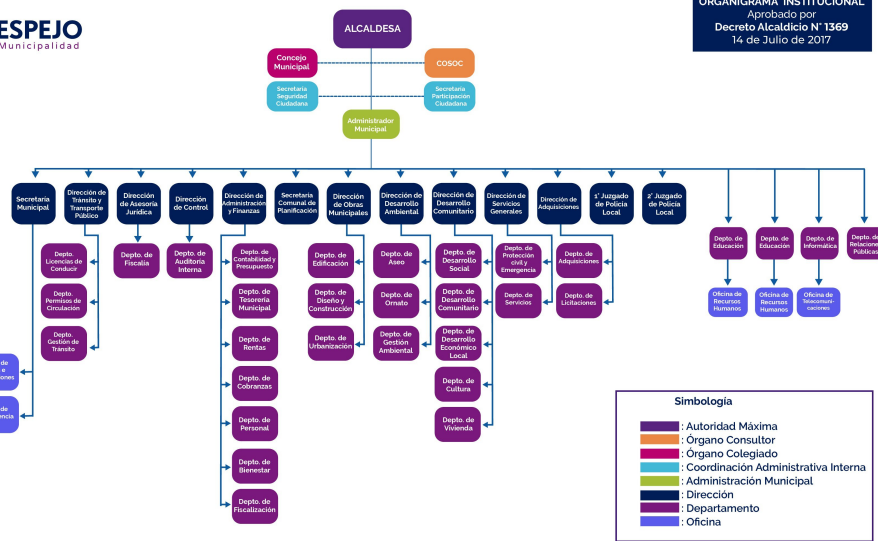 ESPEJO
Municipalidad
ORGANIGRAMA INSTITUCIONAL
Aprobado por
Decreto Alcaldicio N° 1369
14 de Julio de 2017
ALCALDESA
Concejo
Municipal
COSOC
Secretaría
Seguridad
Ciudadana
Secretaría
Participación
Ciudadana
Administrador
Municipal
Secretaría
Municipal
Dirección de
Tránsito y
Transporte
Público
Dirección
de Asesoría
Jurídica
Dirección
de Control
Dirección de
Administración
y Finanzas
Secretaría
Comunal de
Planificación
Dirección
de Obras
Municipales
Dirección de
Desarrollo
Ambiental
Dirección de
Desarrollo
Comunitario
Dirección de
Servicios
Generales
Dirección de
Adquisiciones
1° Juzgado
de Policía
Local
2° Juzgado
de Policía
Local
Depto.
Licencias de
Conducir
Depto.
Permisos de
Circulación
Depto.
Gestión de
Tránsito
Depto. de
Fiscalía
Depto. de
Auditoría
Interna
Depto. de
Contabilidad y
Presupuesto
Depto. de
Tesorería
Municipal
Depto. de
Rentas
Depto. de
Cobranzas
Depto. de
Personal
Depto. de
Bienestar
Depto. de
Fiscalización
Depto. de
Edificación
Depto. de
Diseño y
Construcción
Depto. de
Urbanización
Depto. de
Aseo
Depto. de
Ornato
Depto. de
Gestión
Ambiental
Depto. de
Desarrollo
Social
Depto. de
Desarrollo
Comunitario
Depto. de
Desarrollo
Económico
Local
Depto. de
Cultura
Depto. de
Vivienda
Depto. de
Protección
civil y
Emergencia
Depto. de
Servicios
Depto. de
Adquisiciones
Depto. de
Licitaciones
Depto. de
Educación
Depto. de
Educación
Depto. de
Informática
Depto. de
Relaciones
Públicas
Oficina de
Recursos
Humanos
Oficina de
Recursos
Humanos
Oficina de
Telecomuni-
caciones
de
e
iones
de
encia
Simbología
: Autoridad Máxima
: Órgano Consultor
: Órgano Colegiado
: Coordinación Administrativa Interna
: Administración Municipal
: Dirección
: Departamento
: Oficina